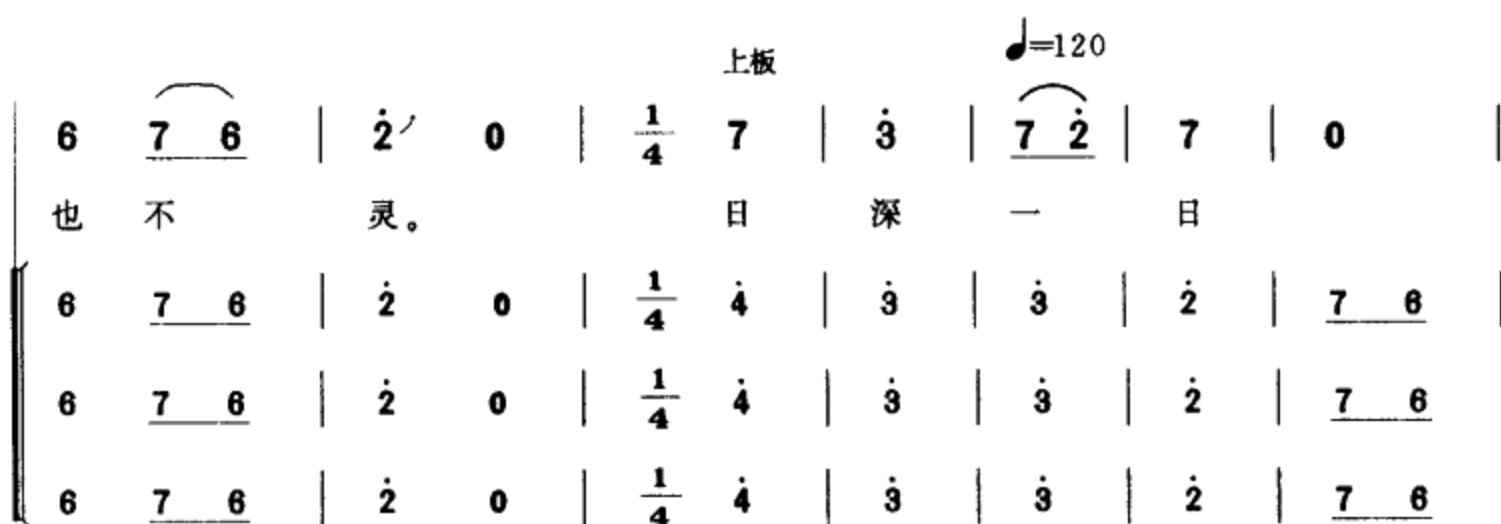 上板 ♩=120
6 7 6 | 2̇ 0 | 1/4 7 | 3̇ | 7 2̇ | 7 | 0 |
也 不 灵。 日 深 一 日
6 7 6 | 2̇ 0 | 1/4 4̇ | 3̇ | 3̇ | 2̇ | 7 6 |
6 7 6 | 2̇ 0 | 1/4 4̇ | 3̇ | 3̇ | 2̇ | 7 6
6 7 6 | 2̇ 0 | 1/4 4̇ | 3̇ | 3̇ | 2̇ | 7 6